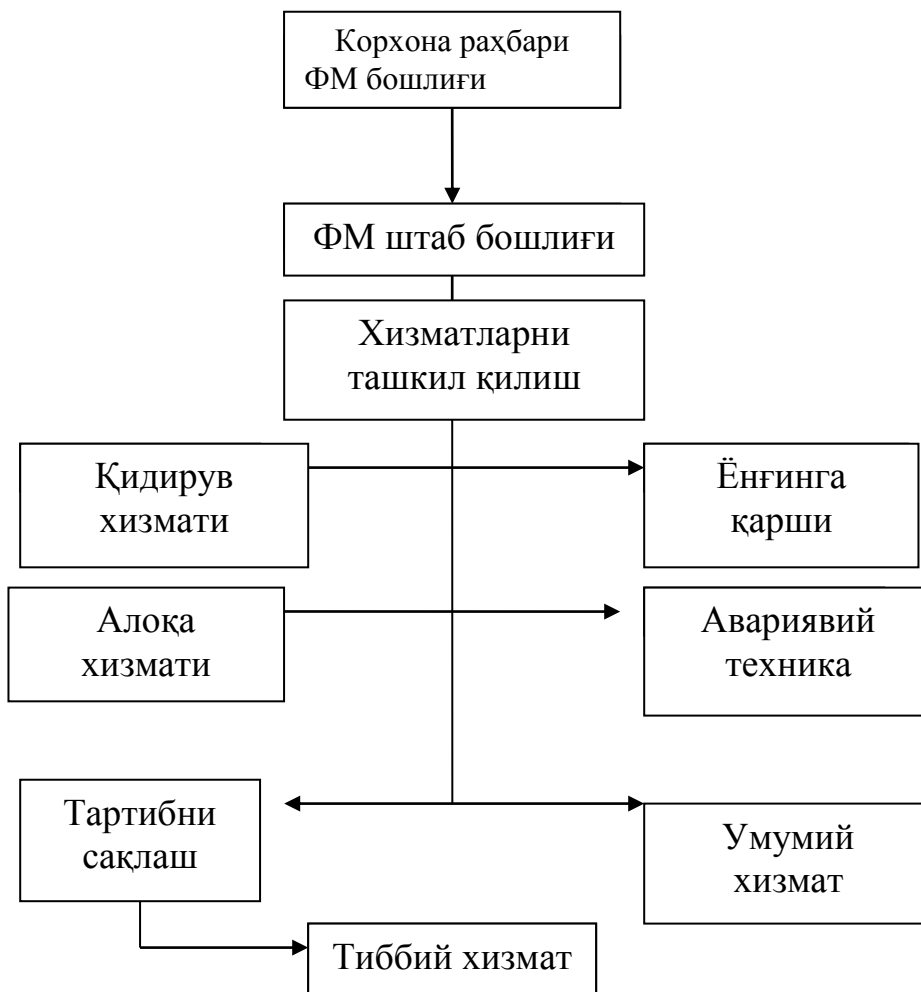 Корхона раҳбари
ФМ бошлиғи
ФМ штаб бошлиғи
Хизматларни
ташкил қилиш
Қидирув
хизмати
Ёнғинга
қарши
Алоқа
хизмати
Авариявий
техника
Тартибни
сақлаш
Умумий
хизмат
Тиббий хизмат